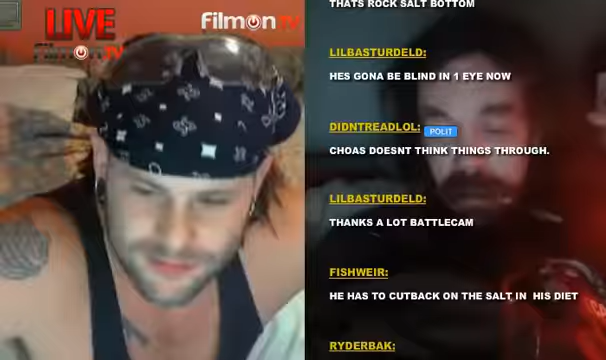 LIVE
FilmOn TV
FilmOn TV
THATS ROCK SALT BOTTOM
LILBASTURDELD:
HES GONA BE BLIND IN 1 EYE NOW
DIDNTREADLOL: POLIT
CHOAS DOESNT THINK THINGS THROUGH.
LILBASTURDELD:
THANKS A LOT BATTLECAM
FISHWEIR:
HE HAS TO CUTBACK ON THE SALT IN HIS DIET
RYDERBAK: